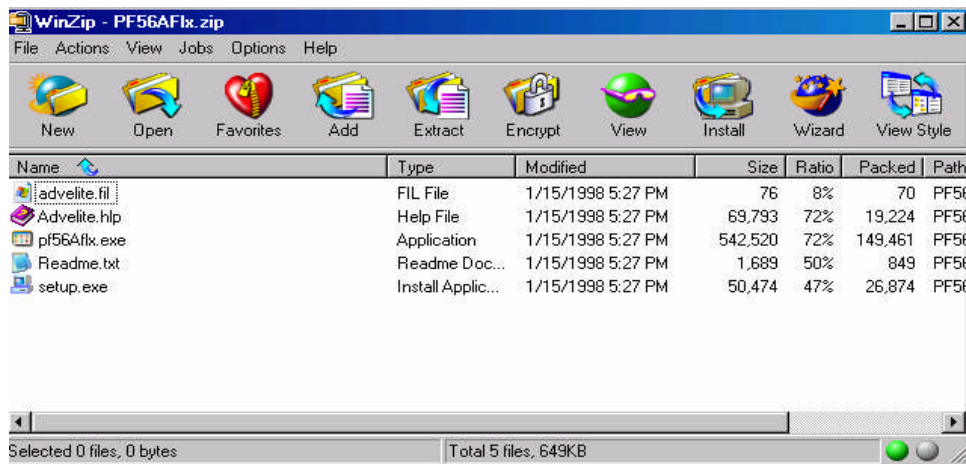 WinZip - PF56AFlx.zip
File Actions View Jobs Options Help
New Open Favorites Add Extract Encrypt View Install Wizard View Style
Name Type Modified Size Ratio Packed Path
advelite.fil FIL File 1/15/1998 5:27 PM 76 8% 70 PF56
Advelite.hlp Help File 1/15/1998 5:27 PM 69,793 72% 19,224 PF56
pf56Aflx.exe Application 1/15/1998 5:27 PM 542,520 72% 149,461 PF56
Readme.txt Readme Doc... 1/15/1998 5:27 PM 1,689 50% 849 PF56
setup.exe Install Applic... 1/15/1998 5:27 PM 50,474 47% 26,874 PF56
Selected 0 files, 0 bytes Total 5 files, 649KB